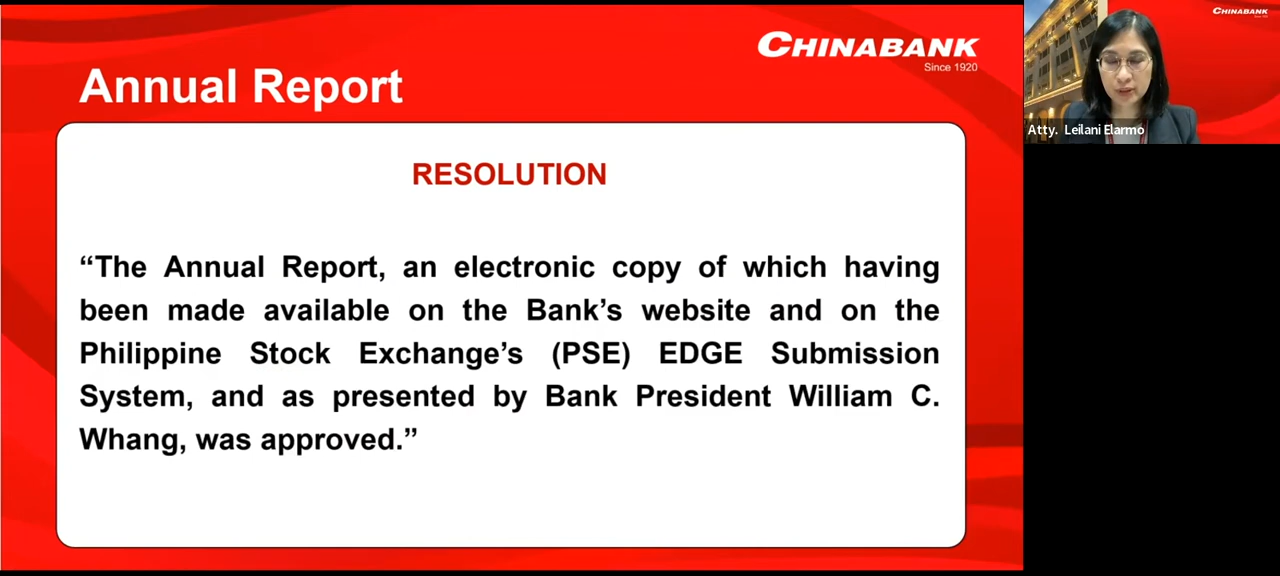 CHINABANK
Since 1920
Annual Report
RESOLUTION
“The Annual Report, an electronic copy of which having
been made available on the Bank’s website and on the
Philippine Stock Exchange’s (PSE) EDGE Submission
System, and as presented by Bank President William C.
Whang, was approved.”
CHINABANK
Atty. Leilani Elarmo